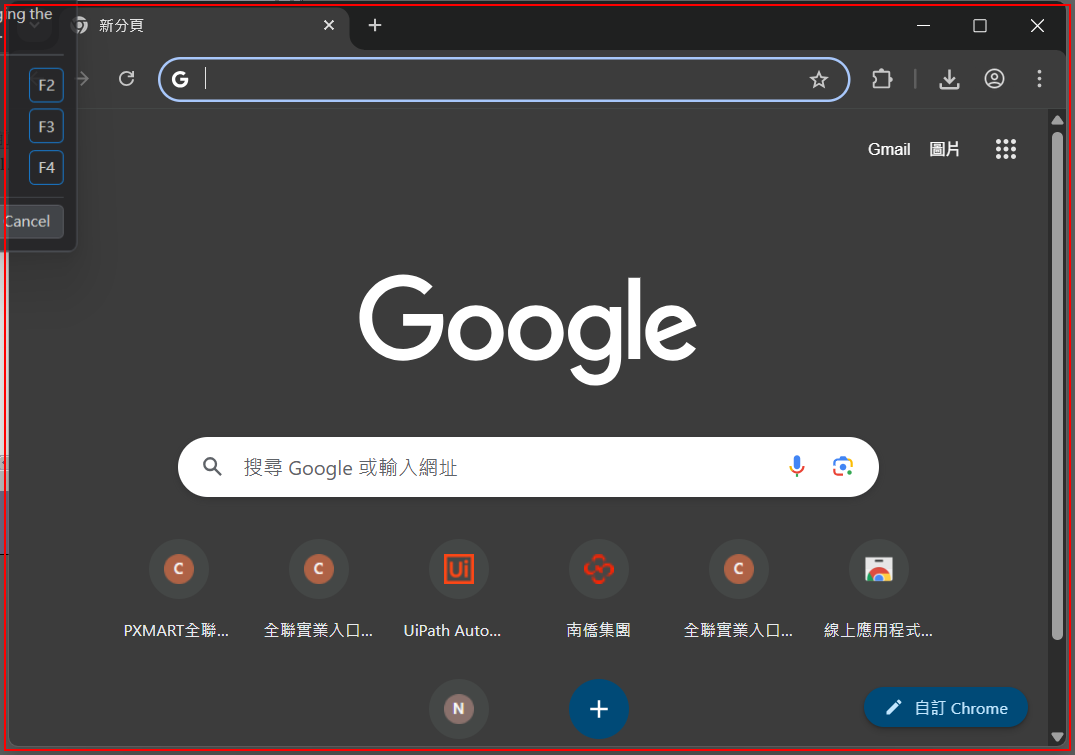 ging the
新分頁
F2
F3
F4
Cancel
Gmail 圖片
Google
搜尋 Google 或輸入網址
C C Ui C
PXMART全聯... 全聯實業入口... UiPath Auto... 南僑集團 全聯實業入口... 線上應用程式...
N
自訂 Chrome